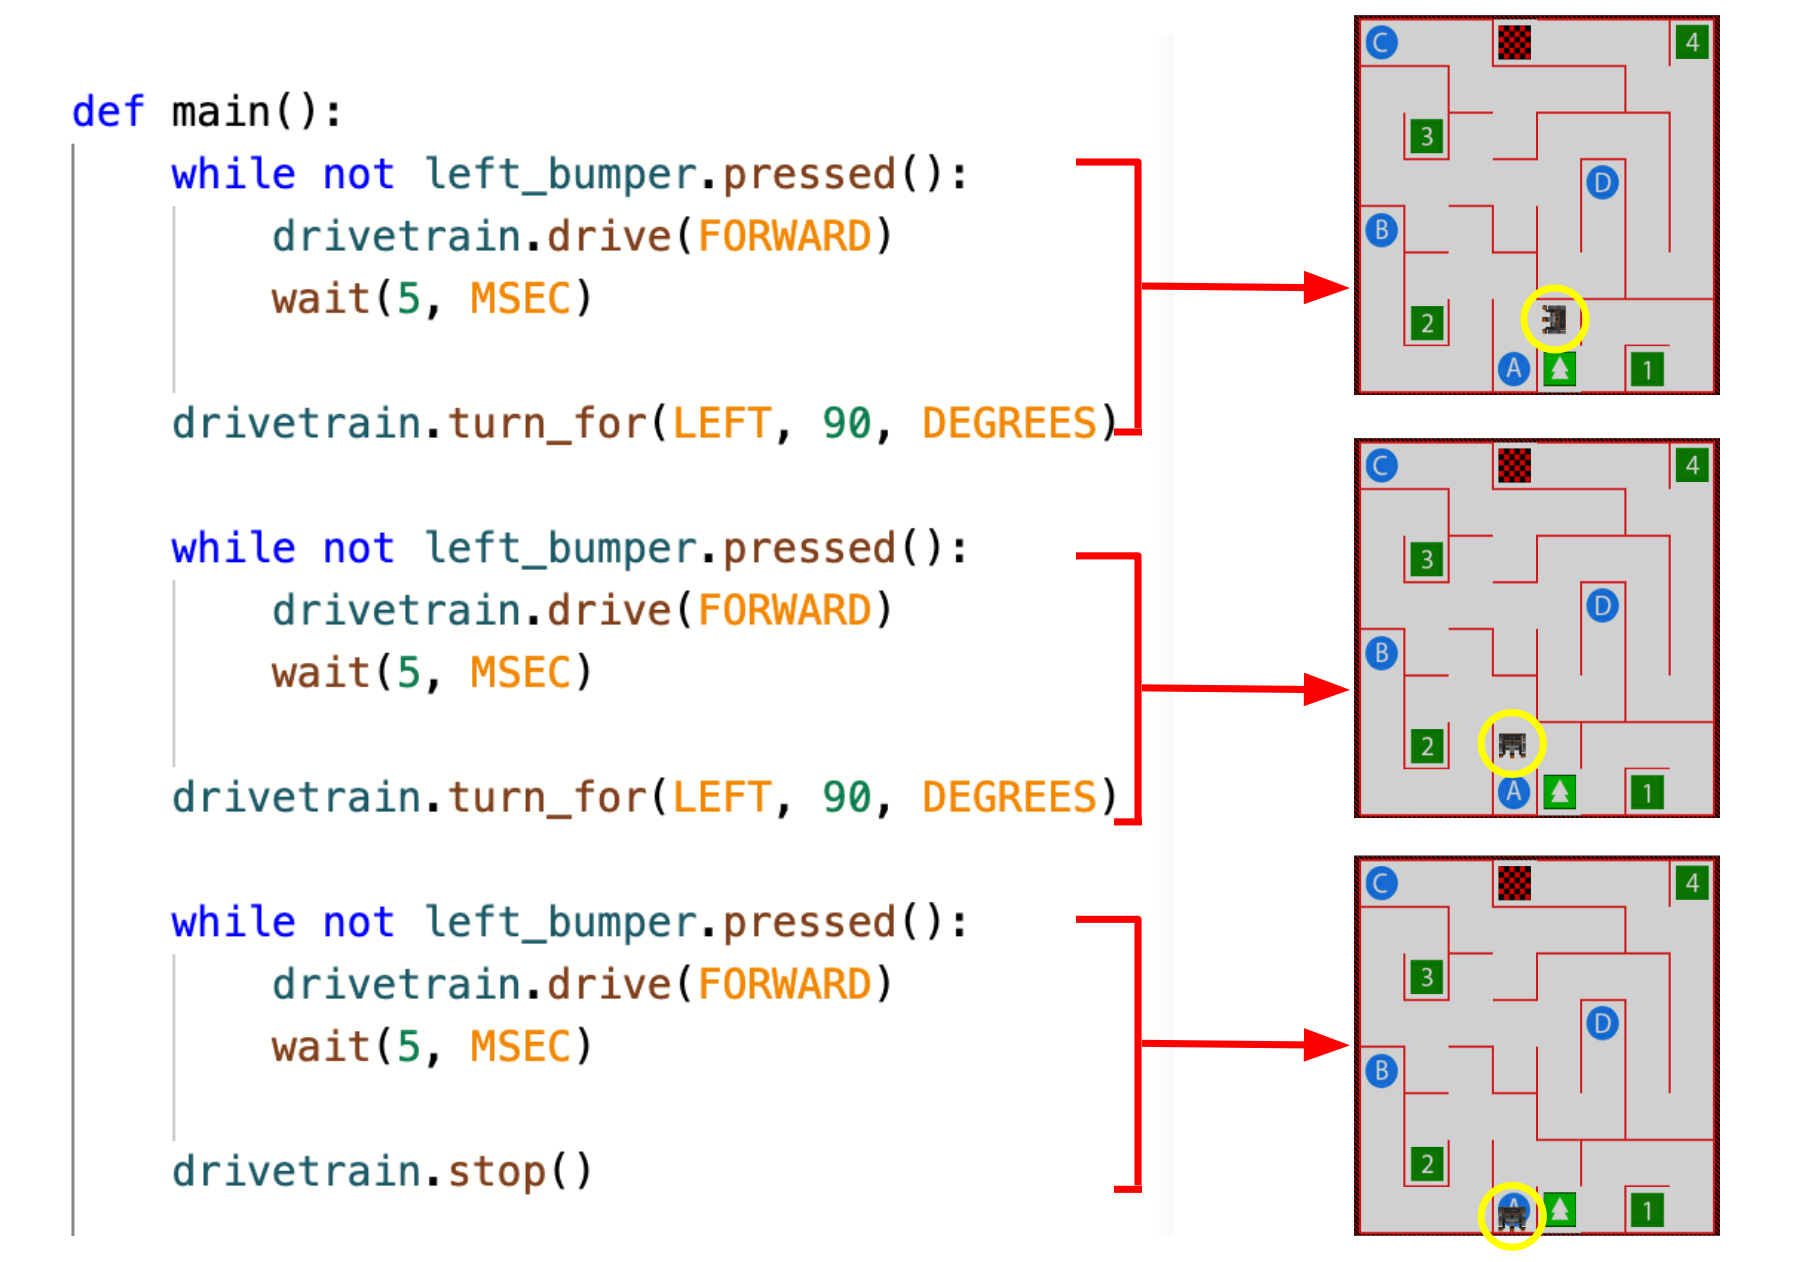 def main():
while not left_bumper.pressed():
drivetrain.drive(FORWARD)
wait(5, MSEC)
drivetrain.turn_for(LEFT, 90, DEGREES)
while not left_bumper.pressed():
drivetrain.drive(FORWARD)
wait(5, MSEC)
drivetrain.turn_for(LEFT, 90, DEGREES)
while not left_bumper.pressed():
drivetrain.drive(FORWARD)
wait(5, MSEC)
drivetrain.stop()
C 4
3
D
B
2
A 1
C 4
3
D
B
2
A 1
C 4
3
D
B
2
A 1